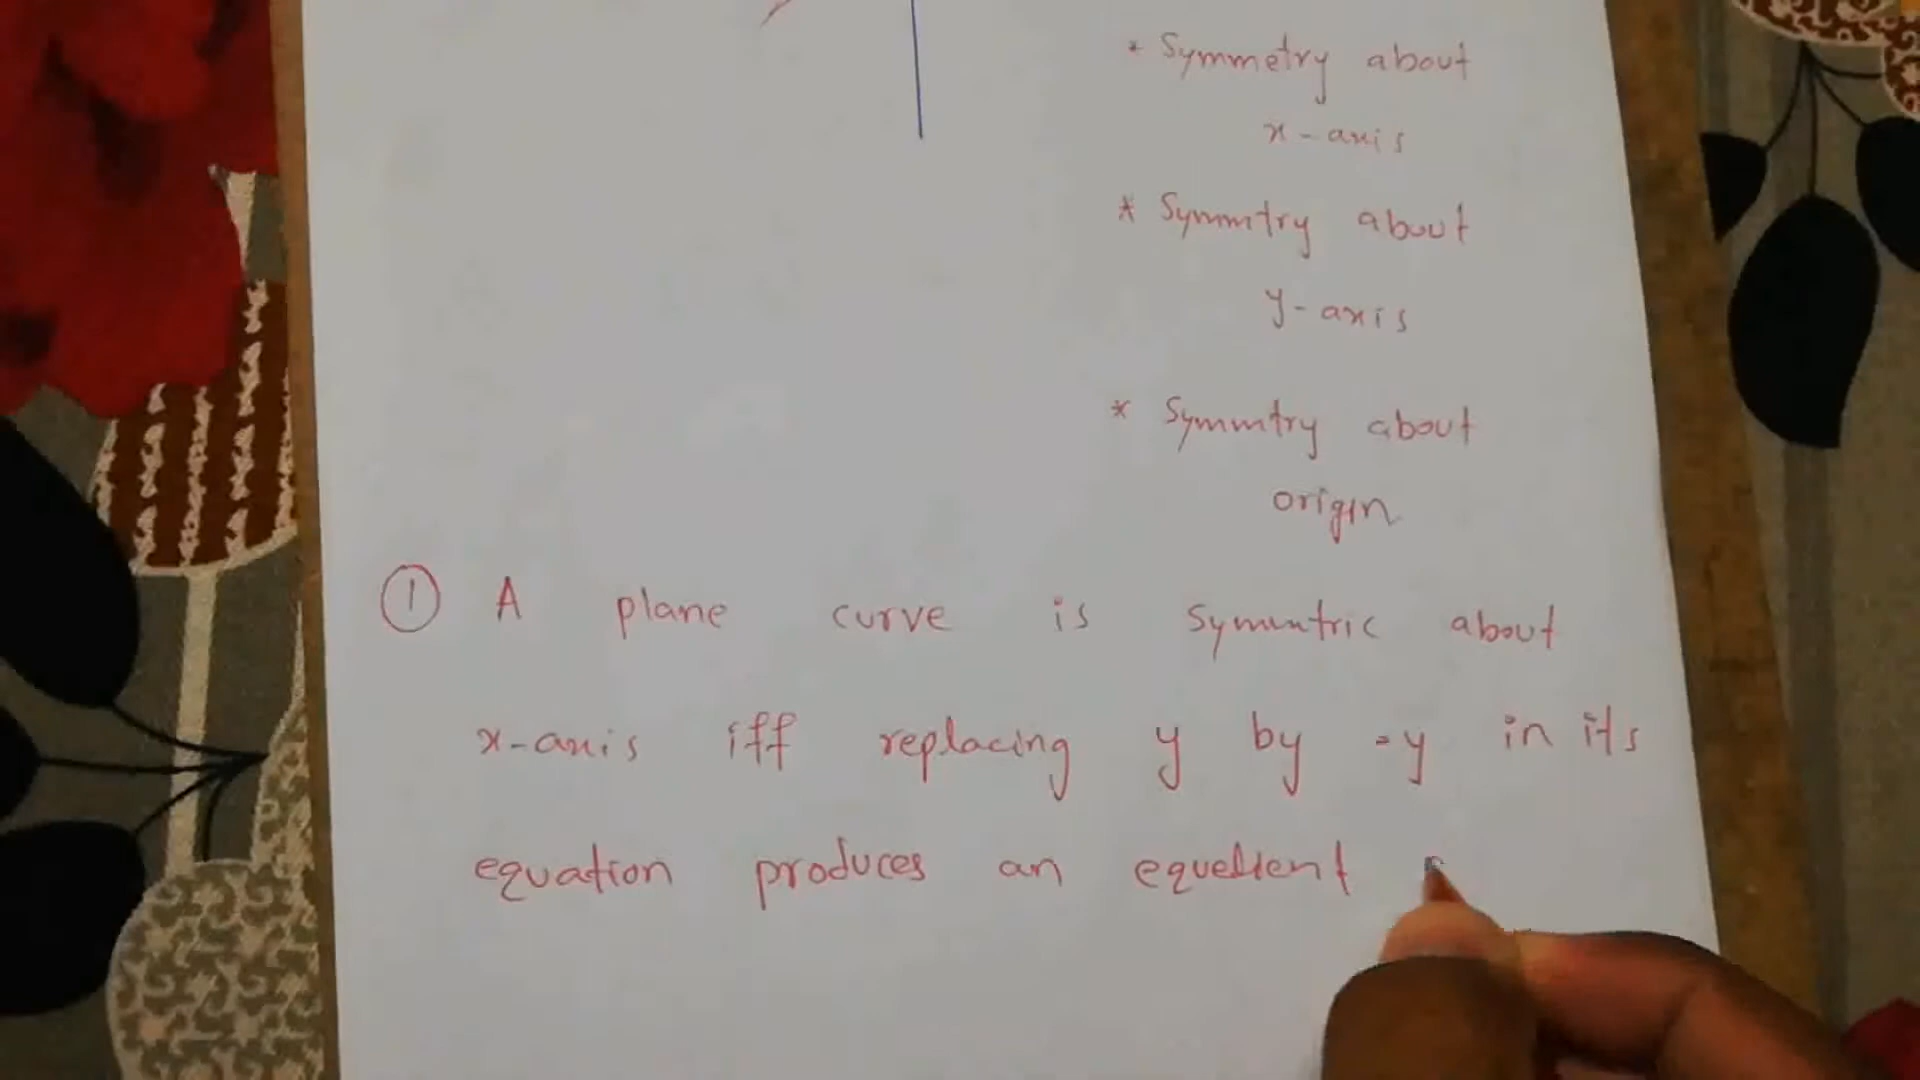 * Symmetry about
x-axis
* Symmtry about
y-axis
* Symmtry about
origin
① A plane curve is symmtric about
x-axis iff replacing y by -y in its
equation produces an equelient